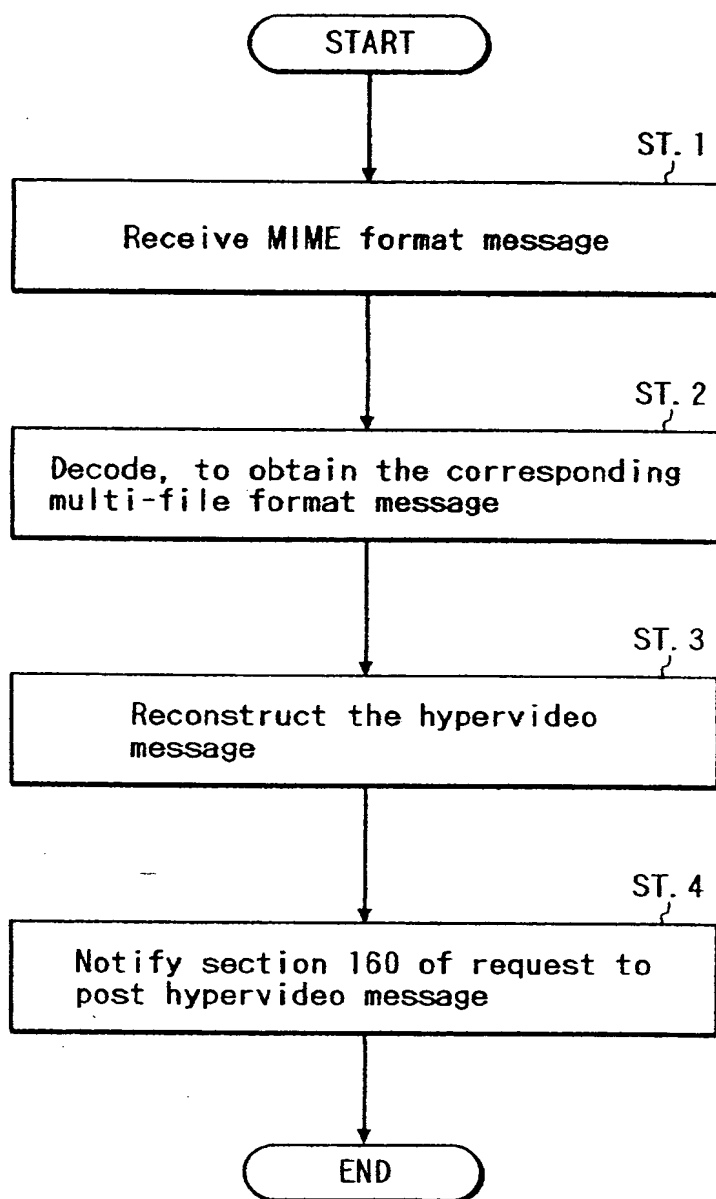 START
ST. 1
Receive MIME format message
ST. 2
Decode, to obtain the corresponding
multi-file format message
ST. 3
Reconstruct the hypervideo
message
ST. 4
Notify section 160 of request to
post hypervideo message
END